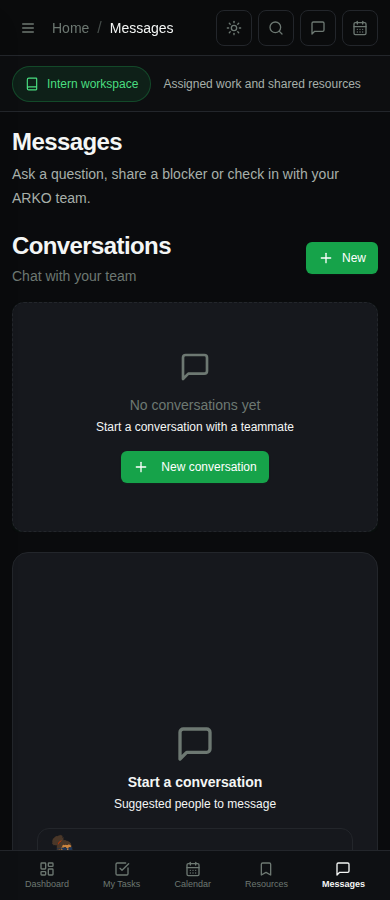 Home / Messages
Intern workspace
Assigned work and shared resources
Messages
Ask a question, share a blocker or check in with your
ARKO team.
Conversations
New
Chat with your team
No conversations yet
Start a conversation with a teammate
New conversation
Start a conversation
Suggested people to message
Dashboard
My Tasks
Calendar
Resources
Messages